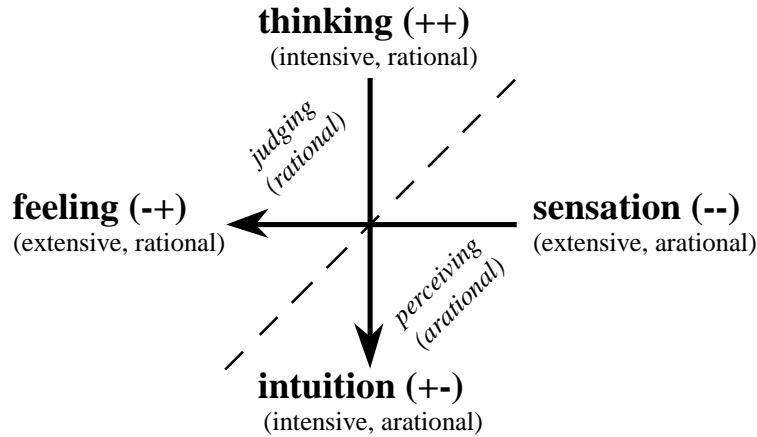 thinking (++)
(intensive, rational)
judging
(rational)
feeling (-+)
(extensive, rational)
sensation (--)
(extensive, arational)
perceiving
(arational)
intuition (+-)
(intensive, arational)